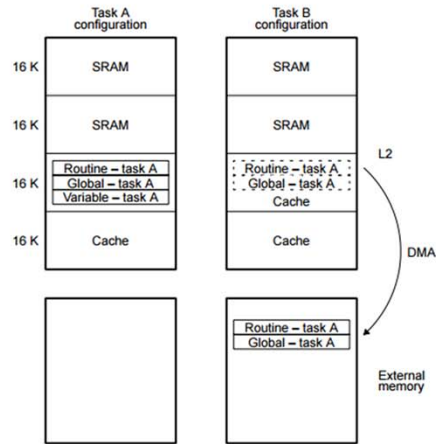 Task A
configuration
Task B
configuration
16 K
SRAM
SRAM
16 K
SRAM
SRAM
L2
16 K
Routine – task A
Global – task A
Variable – task A
Routine – task A
Global – task A
Cache
16 K
Cache
Cache
DMA
Routine – task A
Global – task A
External
memory